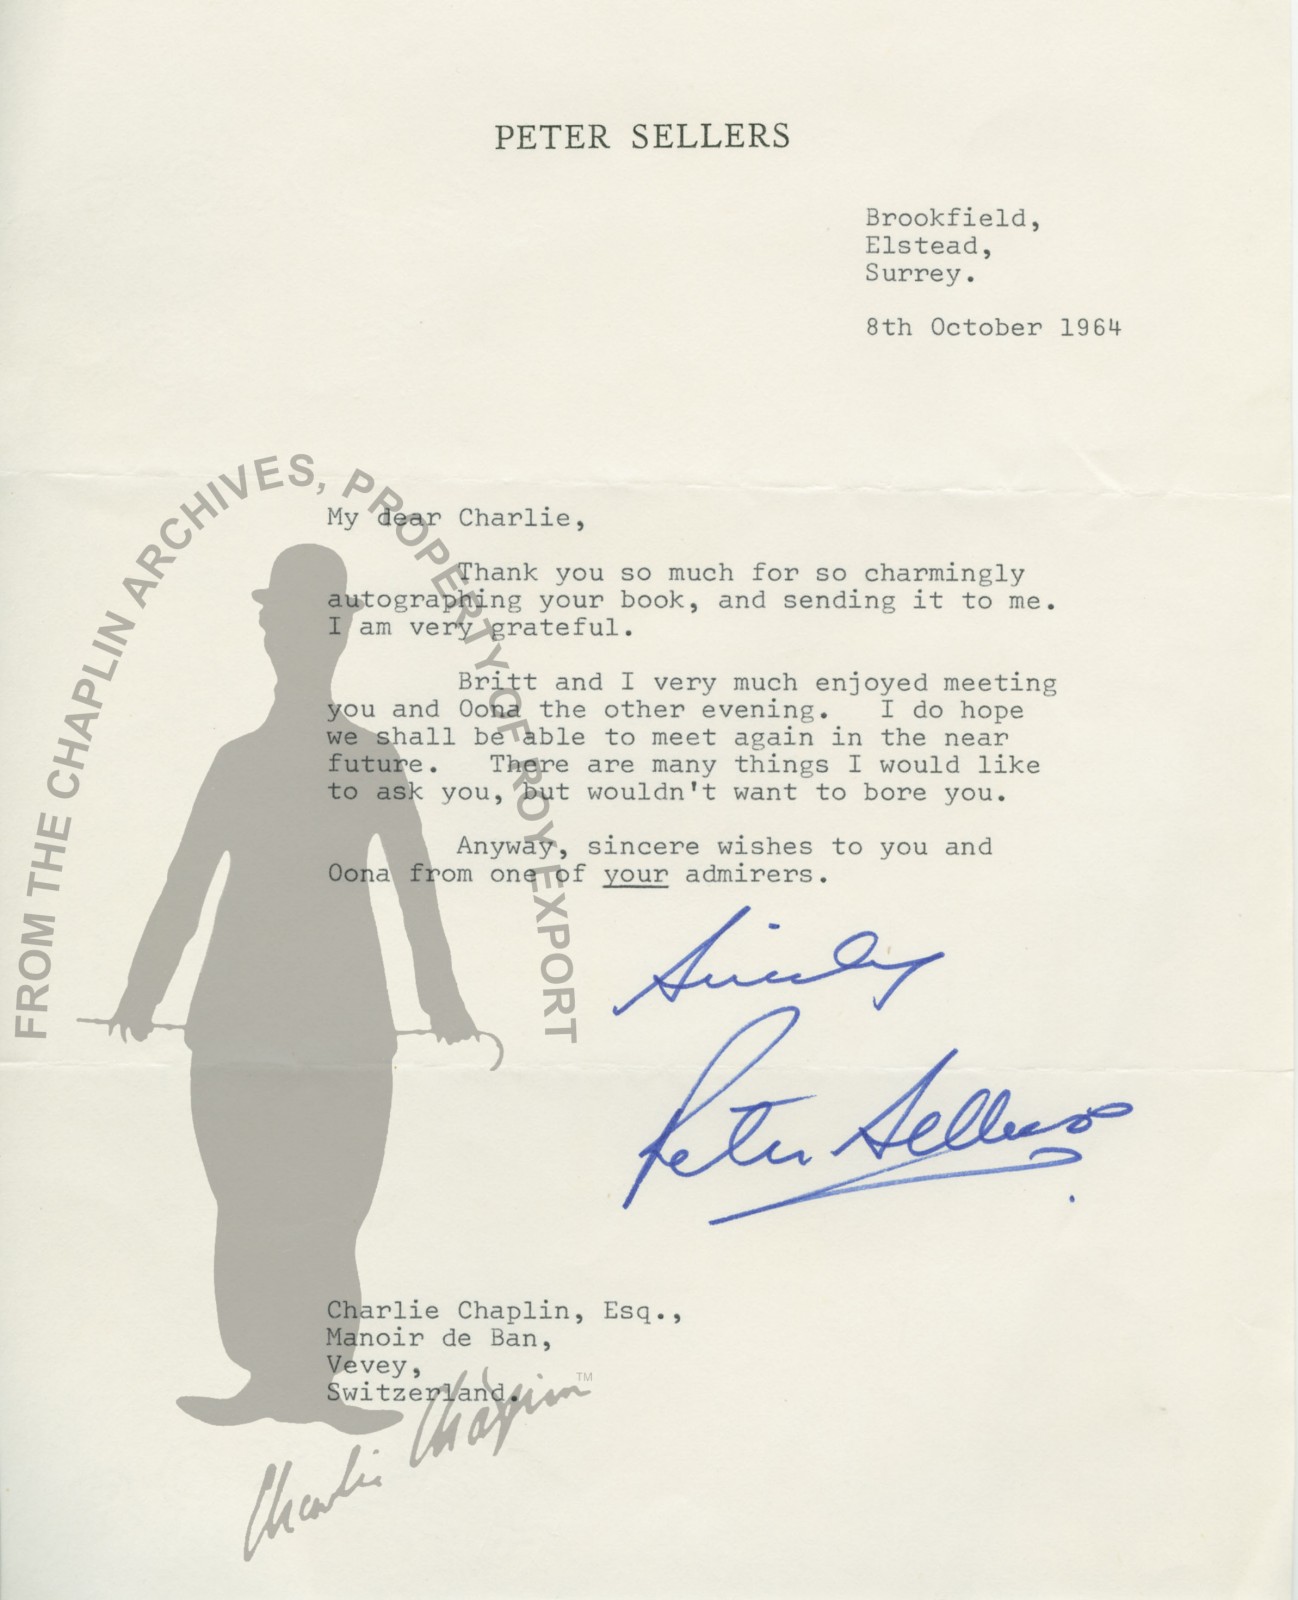 PETER SELLERS
Brookfield,
Elstead,
Surrey.
8th October 1964
FROM THE CHAPLIN ARCHIVES, PROPERTY OF ROY EXPORT
My dear Charlie,
Thank you so much for so charmingly
autographing your book, and sending it to me.
I am very grateful.
Britt and I very much enjoyed meeting
you and Oona the other evening. I do hope
we shall be able to meet again in the near
future. There are many things I would like
to ask you, but wouldn't want to bore you.
Anyway, sincere wishes to you and
Oona from one of your admirers.
Sincerely
Peter Sellers
Charlie Chaplin, Esq.,
Manoir de Ban,
Vevey,
Switzerland.
Charlie Chaplin™